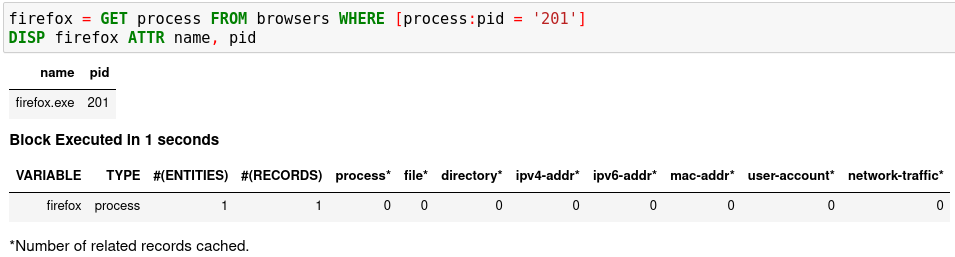 firefox = GET process FROM browsers WHERE [process:pid = '201']
DISP firefox ATTR name, pid
name pid
firefox.exe 201
Block Executed in 1 seconds
VARIABLE TYPE #(ENTITIES) #(RECORDS) process* file* directory* ipv4-addr* ipv6-addr* mac-addr* user-account* network-traffic*
firefox process 1 1 0 0 0 0 0 0 0 0
*Number of related records cached.